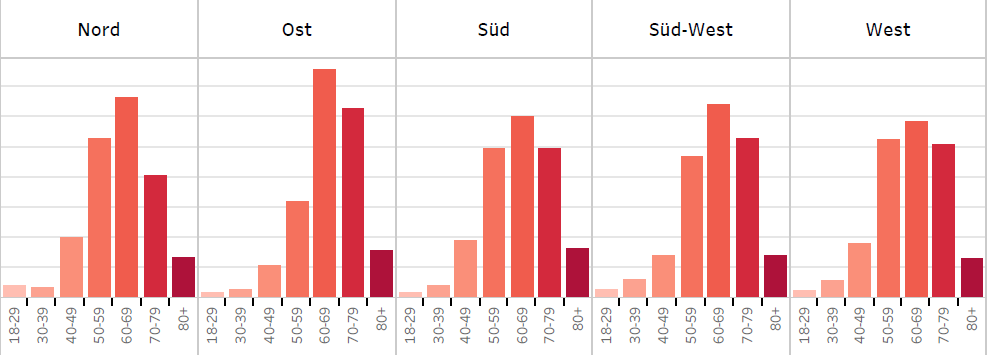 Nord Ost Süd Süd-West West
18-29 30-39 40-49 50-59 60-69 70-79 80+ 18-29 30-39 40-49 50-59 60-69 70-79 80+ 18-29 30-39 40-49 50-59 60-69 70-79 80+ 18-29 30-39 40-49 50-59 60-69 70-79 80+ 18-29 30-39 40-49 50-59 60-69 70-79 80+